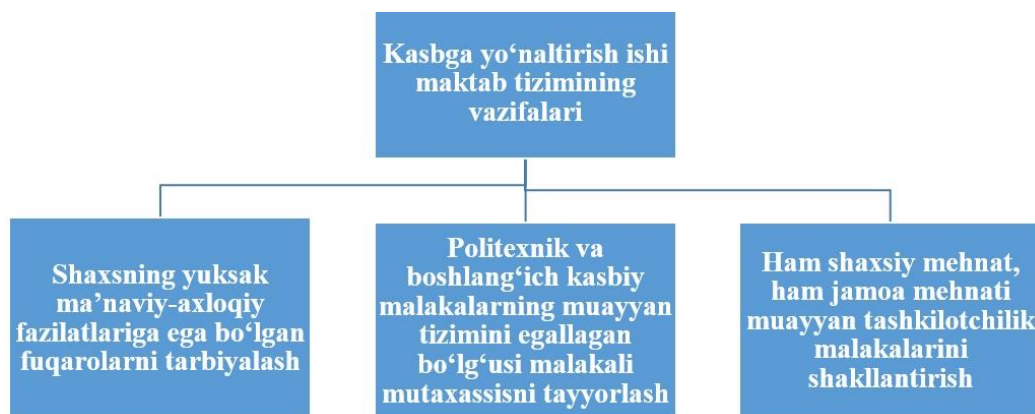 Kasbga yo‘naltirish ishi
maktab tizimining
vazifalari
Shaxsning yuksak
ma’naviy-axloqiy
fazilatlariga ega bo‘lgan
fuqarolarni tarbiyalash
Politexnik va
boshlang‘ich kasbiy
malakalarning muayyan
tizimini egallagan
bo‘lg‘usi malakali
mutaxassisni tayyorlash
Ham shaxsiy mehnat,
ham jamoa mehnati
muayyan tashkilotchilik
malakalarini
shakllantirish